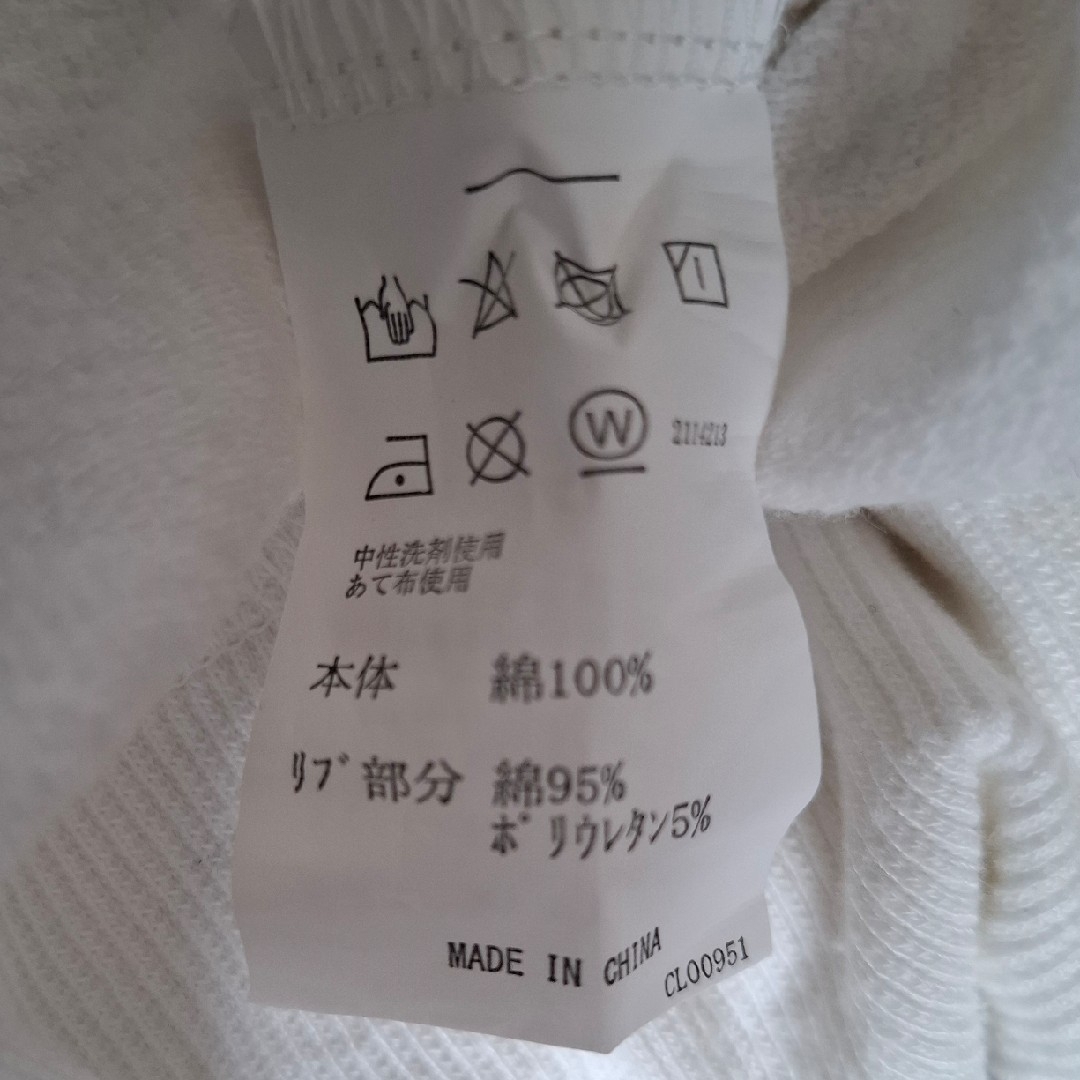 W 2114213
中性洗剤使用
あて布使用
本体 綿100%
ﾘﾌﾞ部分 綿95%
ﾎﾟﾘｳﾚﾀﾝ5%
MADE IN CHINA
CL00951